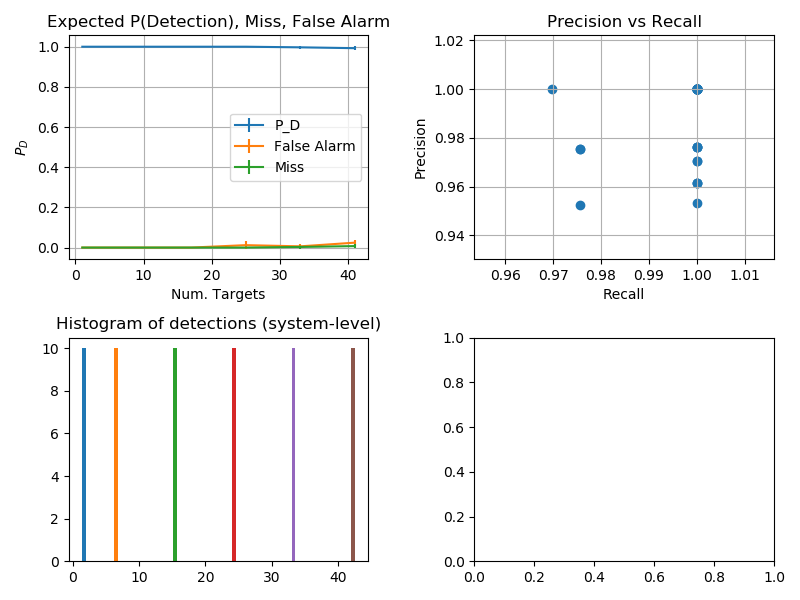 Expected P(Detection), Miss, False Alarm
1.0
0.8
0.6
0.4
0.2
0.0
P_D
P_D
False Alarm
Miss
0 10 20 30 40
Num. Targets
Precision vs Recall
1.02
1.00
0.98
0.96
0.94
Precision
0.96 0.97 0.98 0.99 1.00 1.01
Recall
Histogram of detections (system-level)
10
8
6
4
2
0
0 10 20 30 40
1.0
0.8
0.6
0.4
0.2
0.0
0.0 0.2 0.4 0.6 0.8 1.0